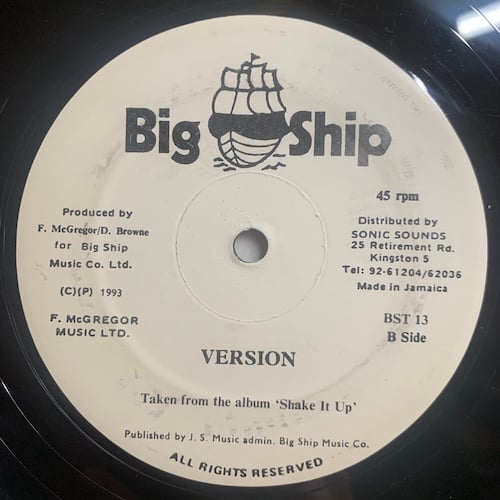 Big Ship
45 rpm
Produced by
F. McGregor/D. Browne
for Big Ship
Music Co. Ltd.
(C)(P) 1993
F. McGREGOR
MUSIC LTD.
Distributed by
SONIC SOUNDS
25 Retirement Rd.
Kingston 5
Tel: 92-61204/62036
Made in Jamaica
BST 13
B Side
VERSION
Taken from the album 'Shake It Up'
Published by J. S. Music admin. Big Ship Music Co.
ALL RIGHTS RESERVED